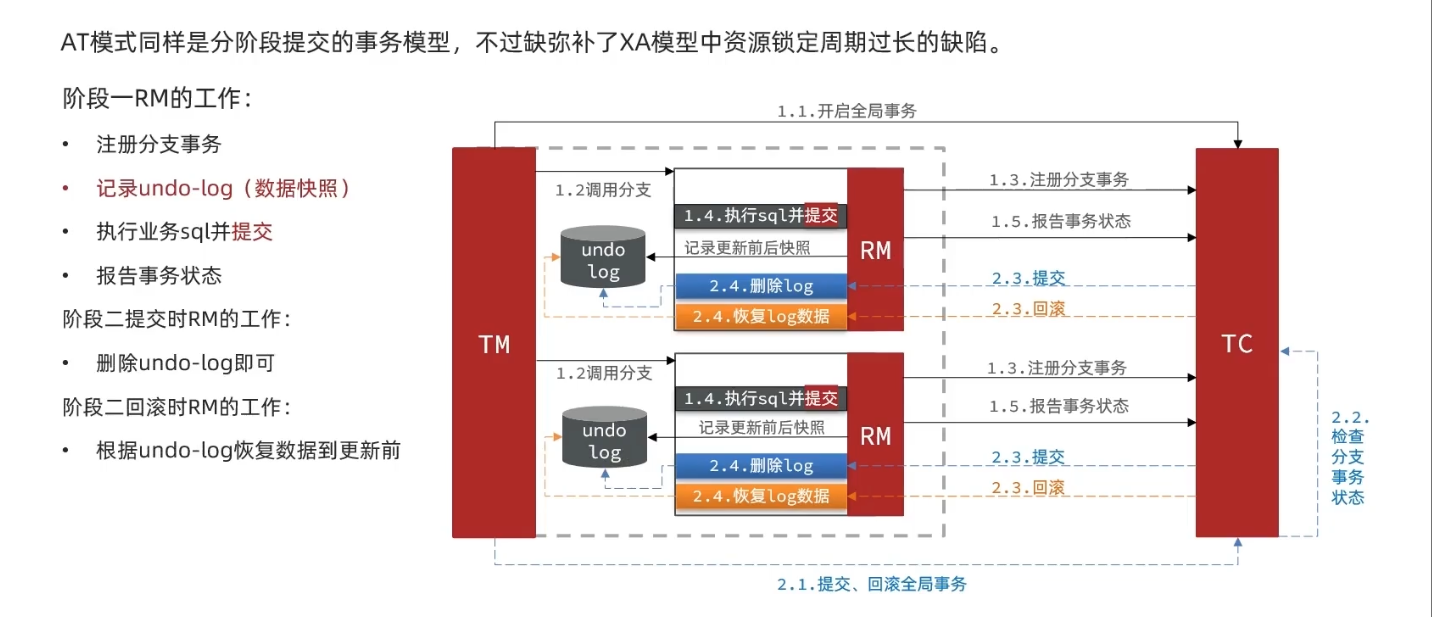 AT模式同样是分阶段提交的事务模型，不过缺弥补了XA模型中资源锁定周期过长的缺陷。
阶段一RM的工作：
• 注册分支事务
• 记录undo-log（数据快照）
• 执行业务sql并提交
• 报告事务状态
阶段二提交时RM的工作：
• 删除undo-log即可
阶段二回滚时RM的工作：
• 根据undo-log恢复数据到更新前
1.1.开启全局事务
TM
1.2调用分支
undo
log
1.4.执行sql并提交
记录更新前后快照
2.4.删除log
2.4.恢复log数据
RM
1.3.注册分支事务
1.5.报告事务状态
2.3.提交
2.3.回滚
1.2调用分支
undo
log
1.4.执行sql并提交
记录更新前后快照
2.4.删除log
2.4.恢复log数据
RM
1.3.注册分支事务
1.5.报告事务状态
2.3.提交
2.3.回滚
TC
2.2.
检查
分支
事务
状态
2.1.提交、回滚全局事务